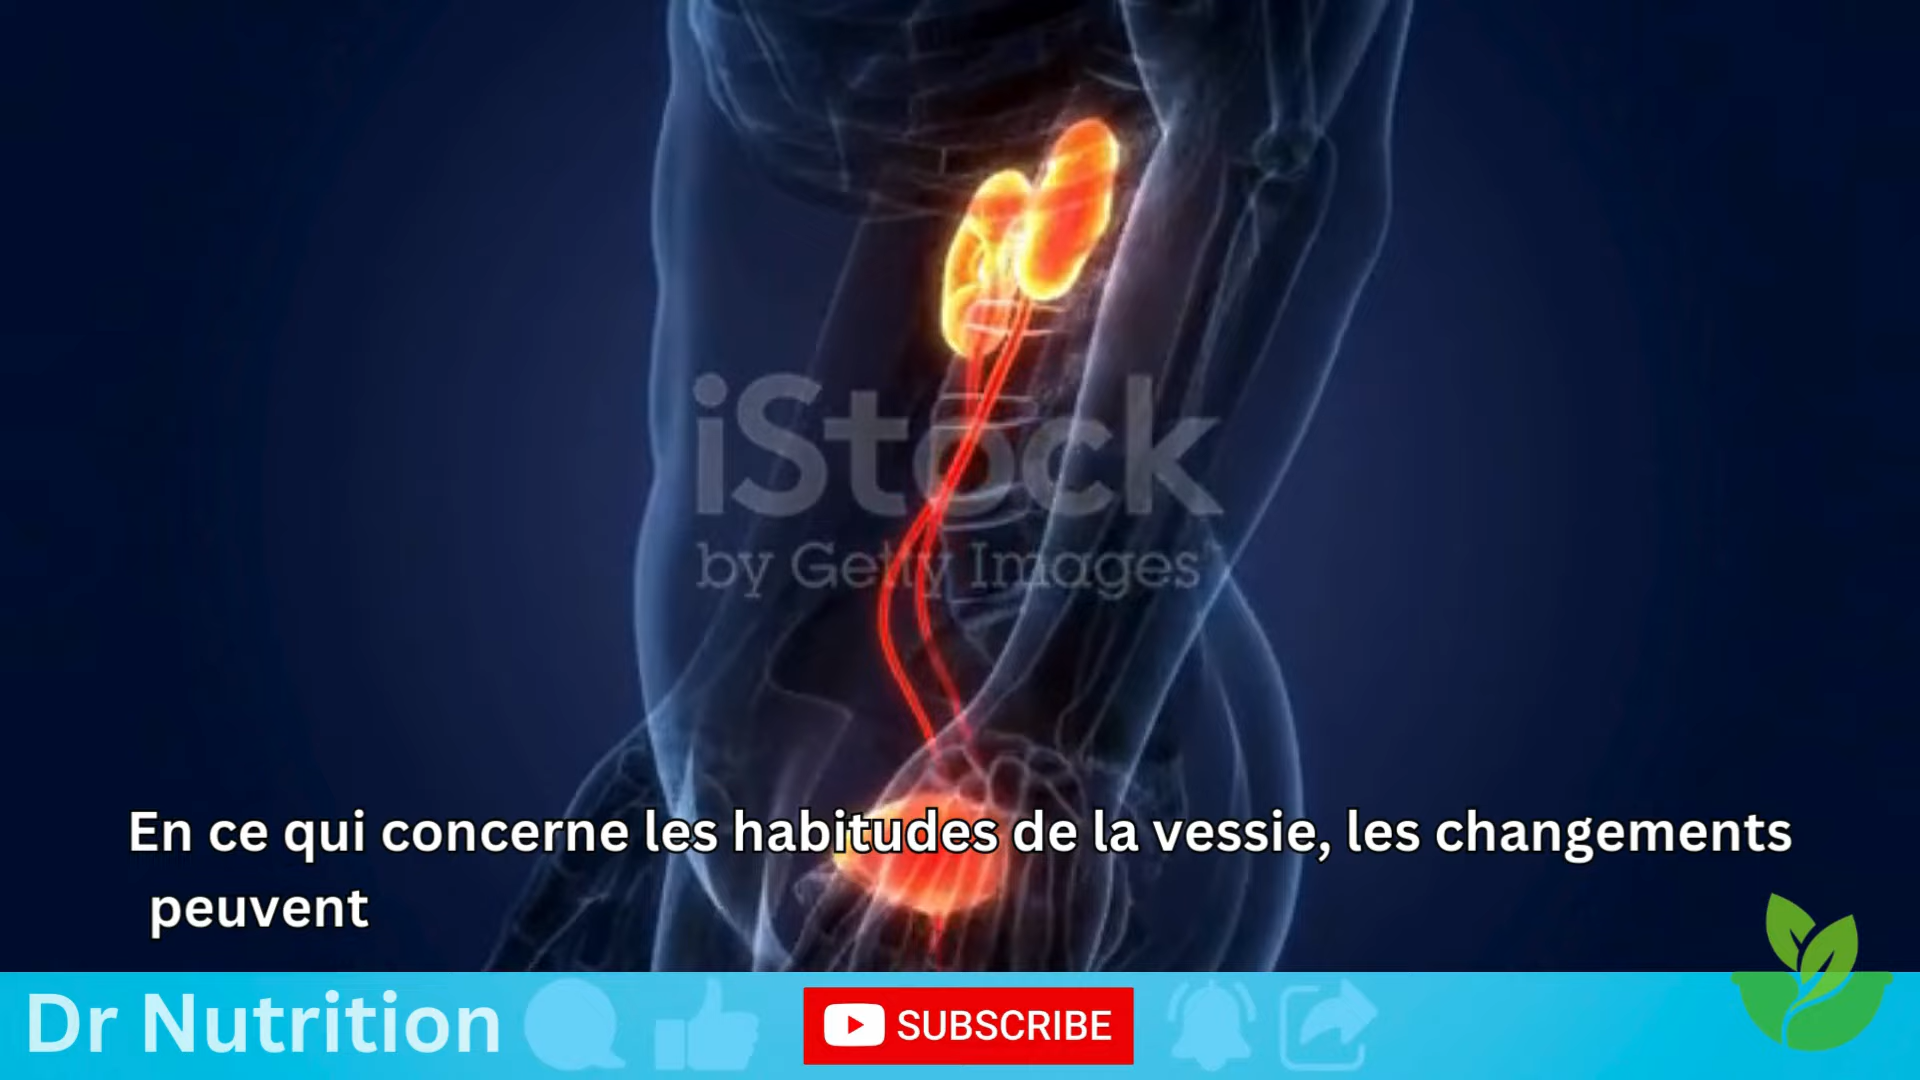 iStock
by Getty Images
En ce qui concerne les habitudes de la vessie, les changements
peuvent
Dr Nutrition
SUBSCRIBE